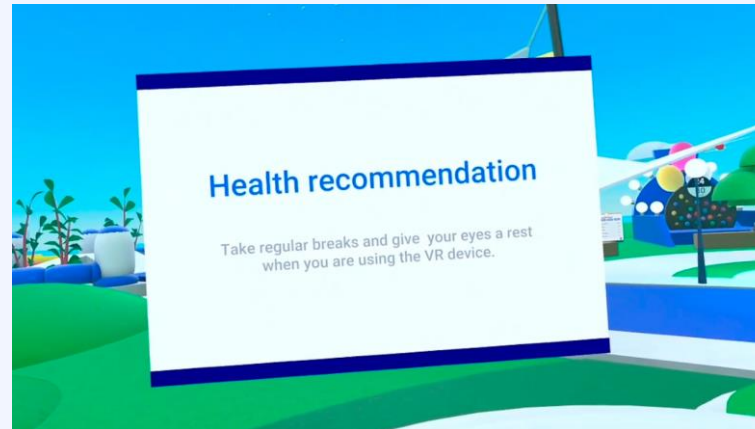 Health recommendation
Take regular breaks and give your eyes a rest
when you are using the VR device.